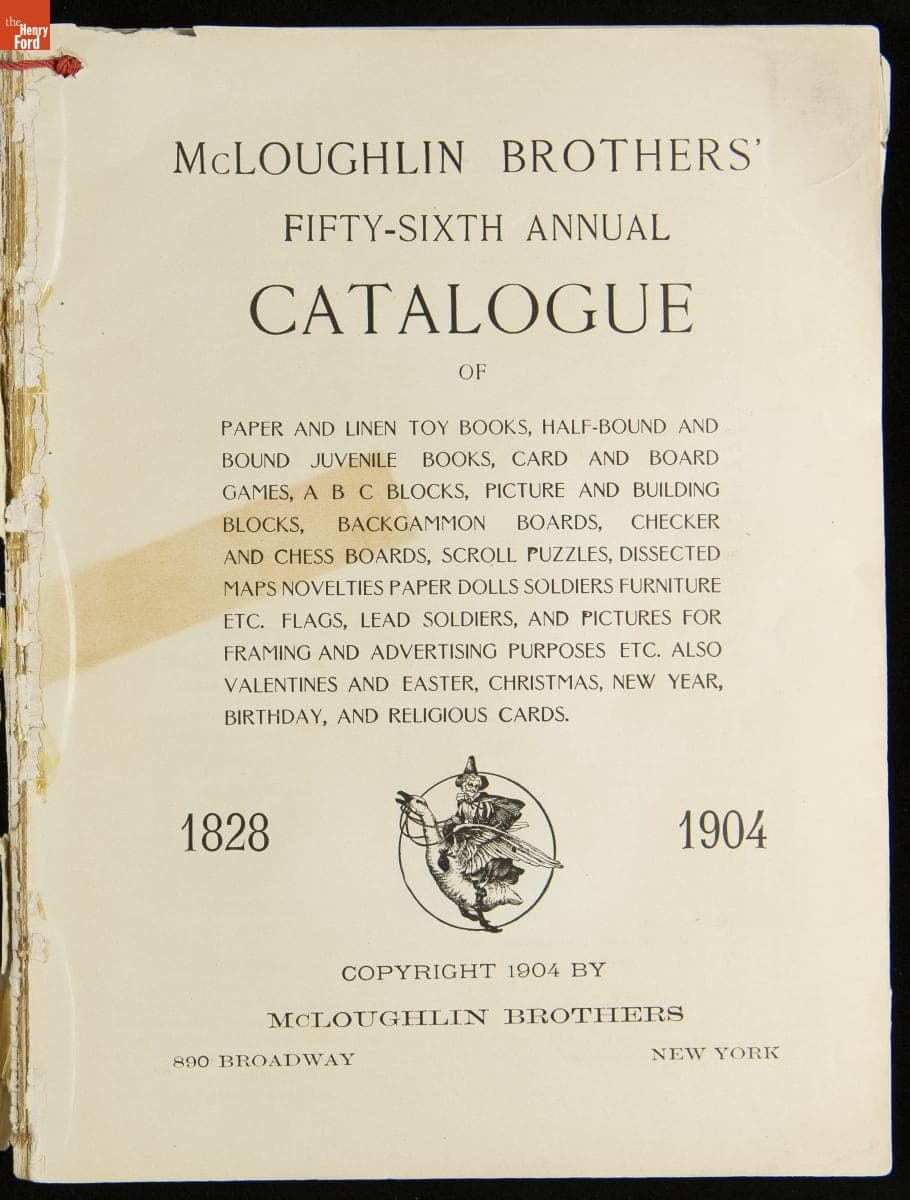 the
Henry
Ford
McLOUGHLIN BROTHERS'
FIFTY-SIXTH ANNUAL
CATALOGUE
OF
PAPER AND LINEN TOY BOOKS, HALF-BOUND AND
BOUND JUVENILE BOOKS, CARD AND BOARD
GAMES, A B C BLOCKS, PICTURE AND BUILDING
BLOCKS, BACKGAMMON BOARDS, CHECKER
AND CHESS BOARDS, SCROLL PUZZLES, DISSECTED
MAPS NOVELTIES PAPER DOLLS SOLDIERS FURNITURE
ETC. FLAGS, LEAD SOLDIERS, AND PICTURES FOR
FRAMING AND ADVERTISING PURPOSES ETC. ALSO
VALENTINES AND EASTER, CHRISTMAS, NEW YEAR,
BIRTHDAY, AND RELIGIOUS CARDS.
1828 1904
COPYRIGHT 1904 BY
McLOUGHLIN BROTHERS
890 BROADWAY NEW YORK